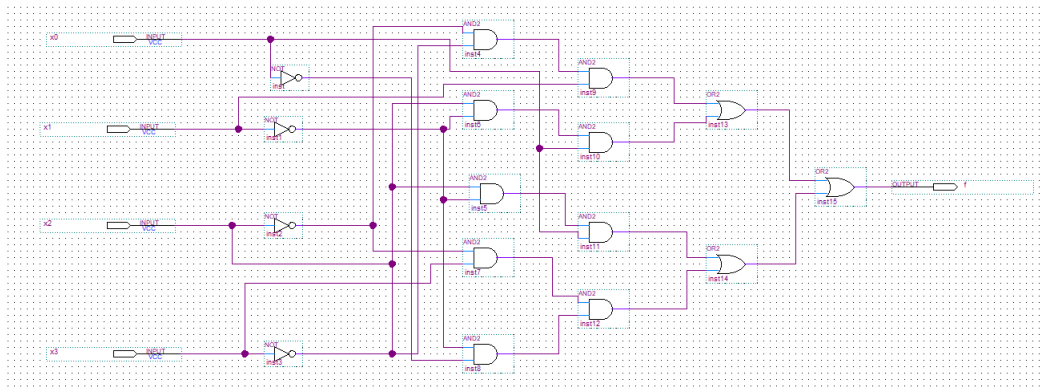 x0 INPUT VCC
NOT inst
x1 INPUT VCC
NOT inst1
x2 INPUT VCC
NOT inst2
x3 INPUT VCC
NOT inst3
AND2 inst4
AND2 inst6
AND2 inst5
AND2 inst7
AND2 inst8
AND2 inst9
AND2 inst10
AND2 inst11
AND2 inst12
OR2 inst13
OR2 inst14
OR2 inst15
OUTPUT f